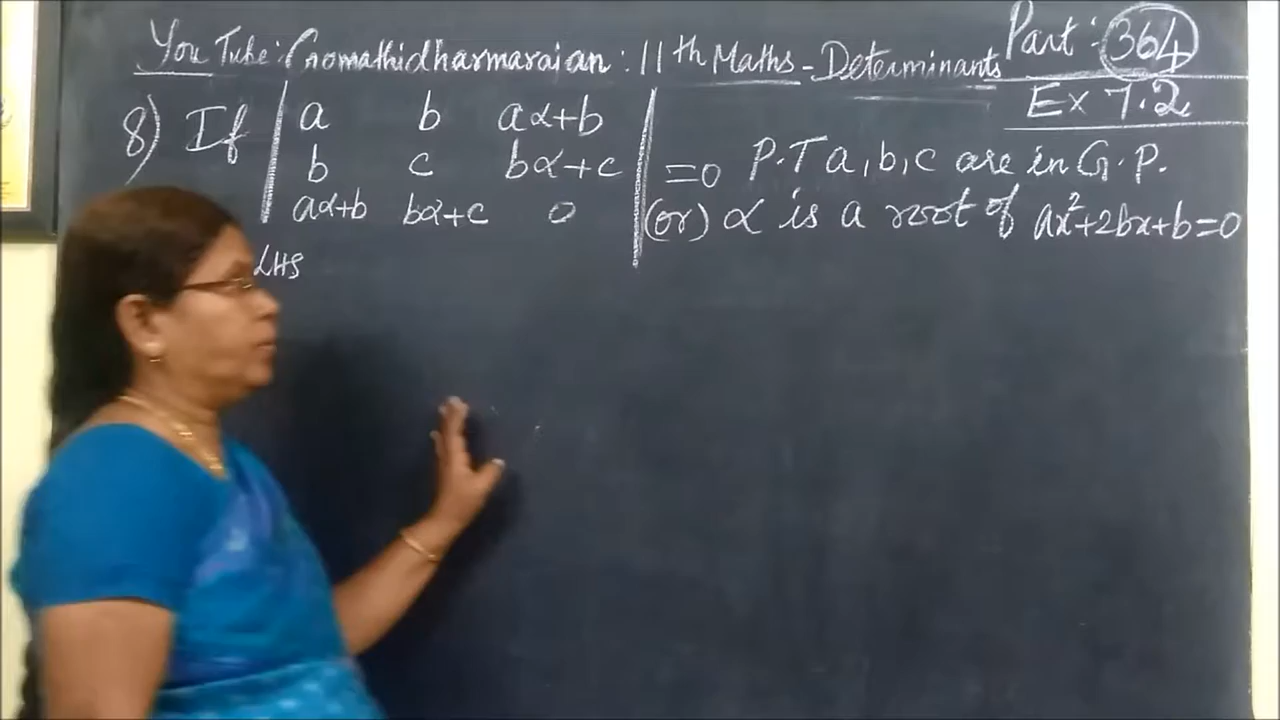 You Tube : Gomathidharmarajan : 11th Maths - Determinants Part : 364
Ex 7.2
8) If | a b aα+b |
| b c bα+c | =0 P.T a, b, c are in G.P.
| aα+b bα+c 0 | (or) α is a root of ax²+2bx+b=0
LHS